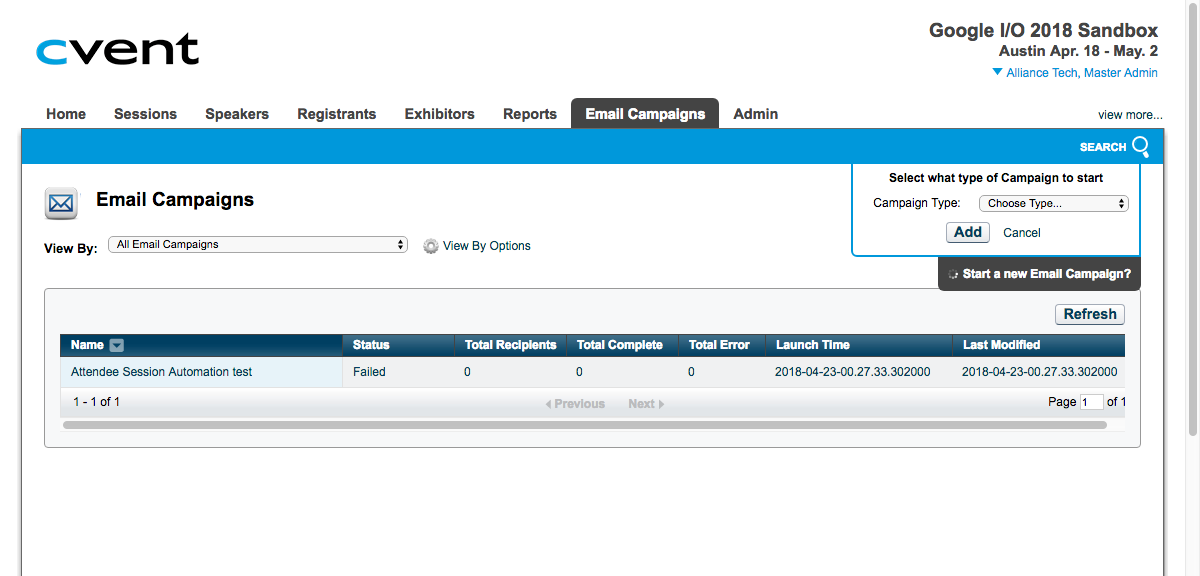 cvent
Google I/O 2018 Sandbox
Austin Apr. 18 - May. 2
Alliance Tech, Master Admin
Home Sessions Speakers Registrants Exhibitors Reports Email Campaigns Admin view more...
SEARCH
Select what type of Campaign to start
Campaign Type: Choose Type...
Add Cancel
Start a new Email Campaign?
Email Campaigns
View By: All Email Campaigns View By Options
Refresh
Name Status Total Recipients Total Complete Total Error Launch Time Last Modified
Attendee Session Automation test Failed 0 0 0 2018-04-23-00.27.33.302000 2018-04-23-00.27.33.302000
1 - 1 of 1 Previous Next Page 1 of 1